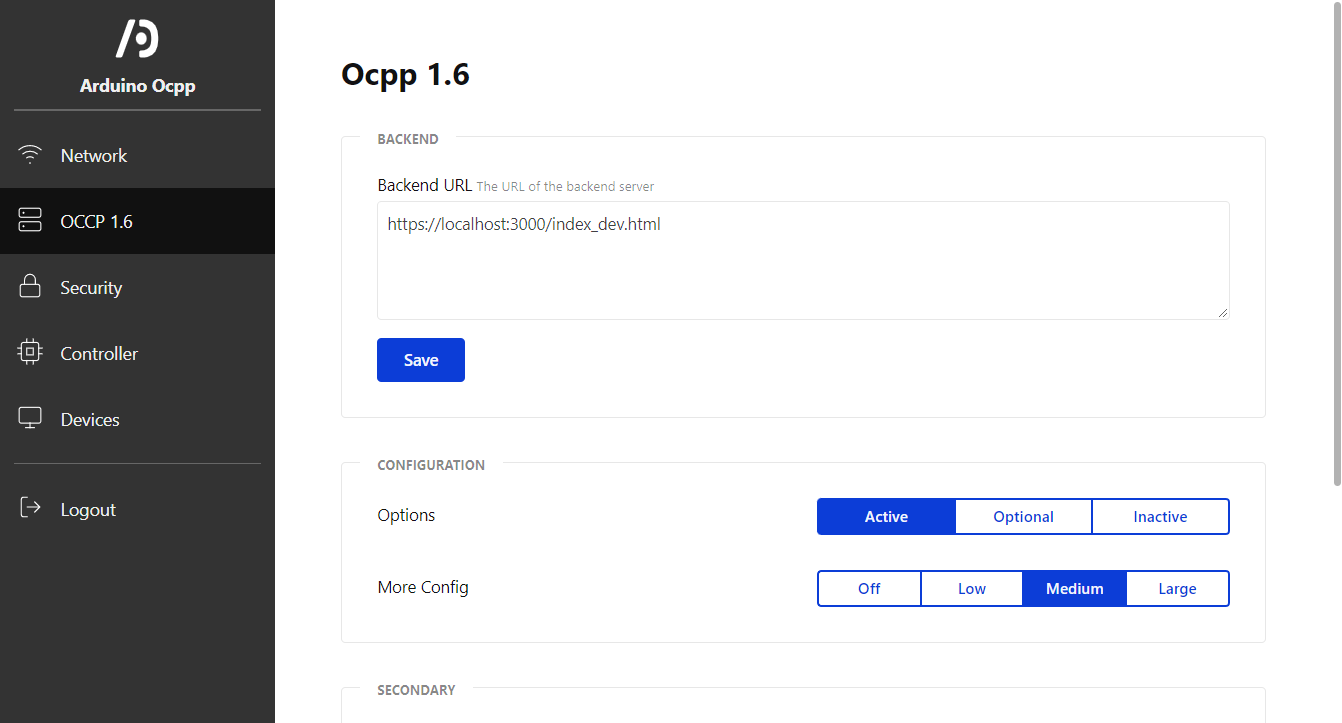 Arduino Ocpp
Network
OCCP 1.6
Security
Controller
Devices
Logout
Ocpp 1.6
BACKEND
Backend URL The URL of the backend server
https://localhost:3000/index_dev.html
Save
CONFIGURATION
Options Active Optional Inactive
More Config Off Low Medium Large
SECONDARY